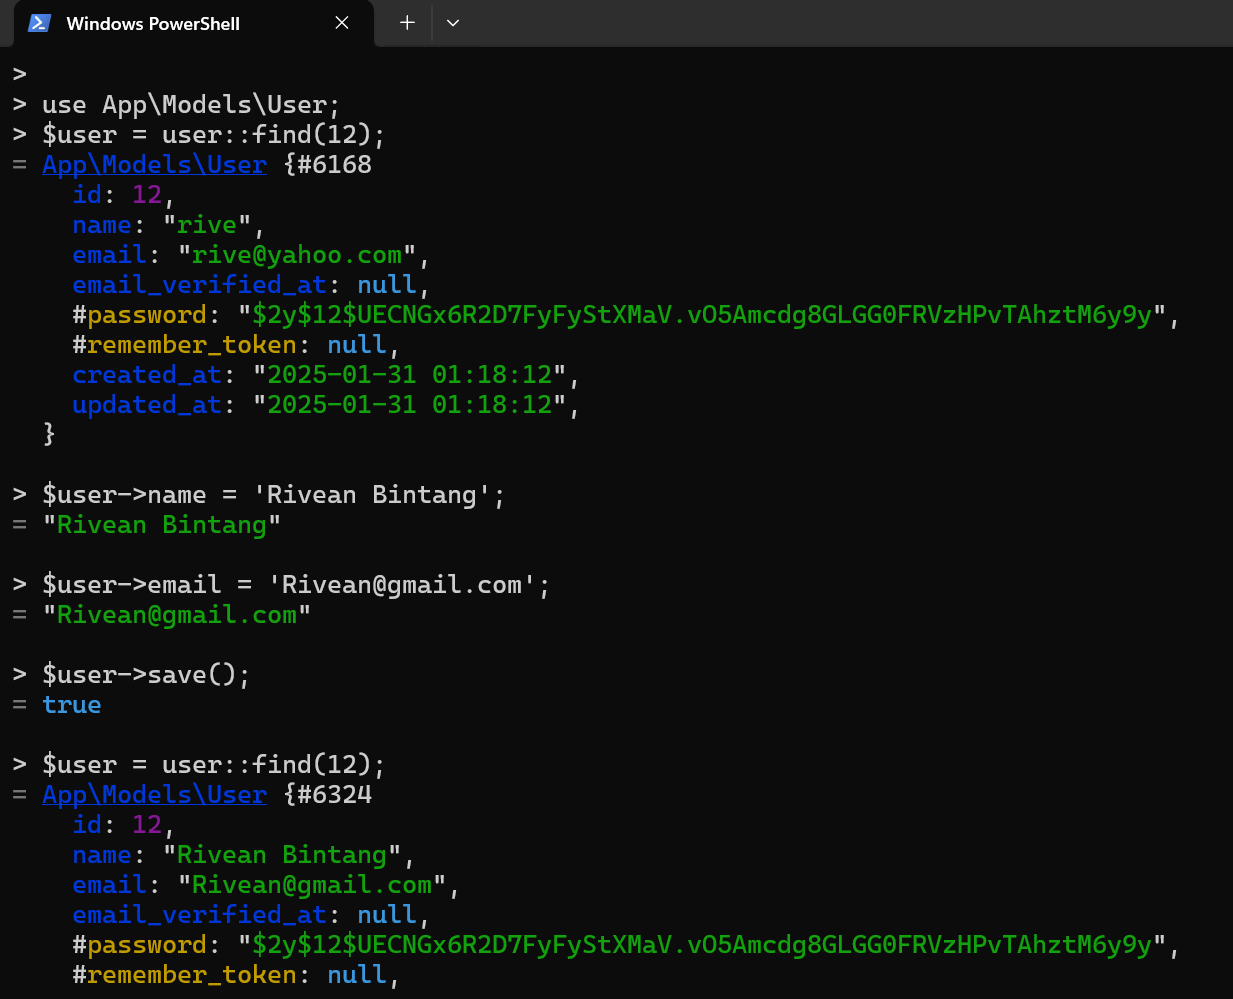 Windows PowerShell
>
> use App\Models\User;
> $user = user::find(12);
= App\Models\User {#6168
id: 12,
name: "rive",
email: "rive@yahoo.com",
email_verified_at: null,
#password: "$2y$12$UECNGx6R2D7FyFyStXMaV.vO5Amcdg8GLGG0FRVzHPvTAhztM6y9y",
#remember_token: null,
created_at: "2025-01-31 01:18:12",
updated_at: "2025-01-31 01:18:12",
}
> $user->name = 'Rivean Bintang';
= "Rivean Bintang"
> $user->email = 'Rivean@gmail.com';
= "Rivean@gmail.com"
> $user->save();
= true
> $user = user::find(12);
= App\Models\User {#6324
id: 12,
name: "Rivean Bintang",
email: "Rivean@gmail.com",
email_verified_at: null,
#password: "$2y$12$UECNGx6R2D7FyFyStXMaV.vO5Amcdg8GLGG0FRVzHPvTAhztM6y9y",
#remember_token: null,